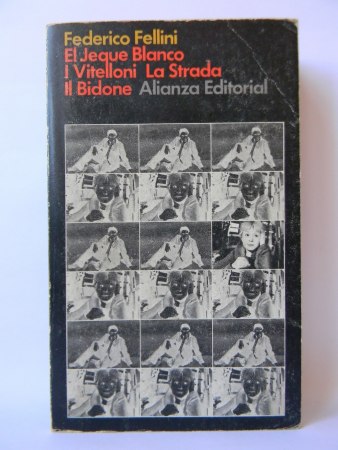 Federico Fellini
El Jeque Blanco
I Vitelloni La Strada
Il Bidone Alianza Editorial